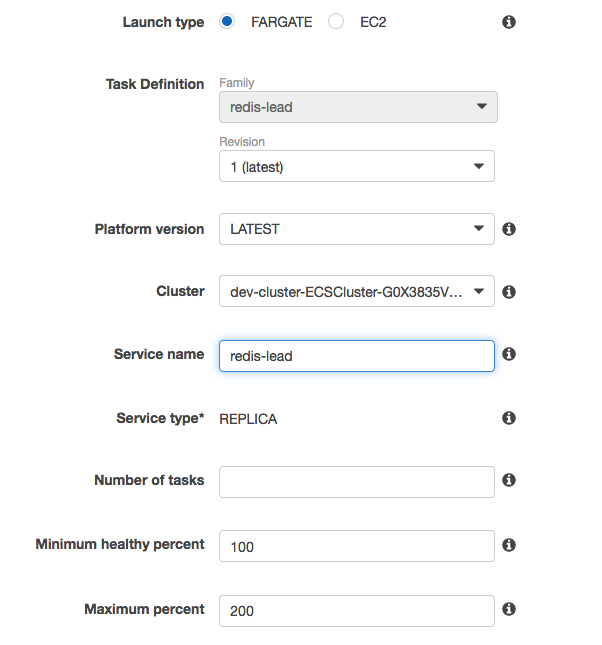 Launch type FARGATE EC2
Family
Task Definition redis-lead
Revision
1 (latest)
Platform version LATEST
Cluster dev-cluster-ECSCluster-G0X3835V...
Service name redis-lead
Service type* REPLICA
Number of tasks
Minimum healthy percent 100
Maximum percent 200